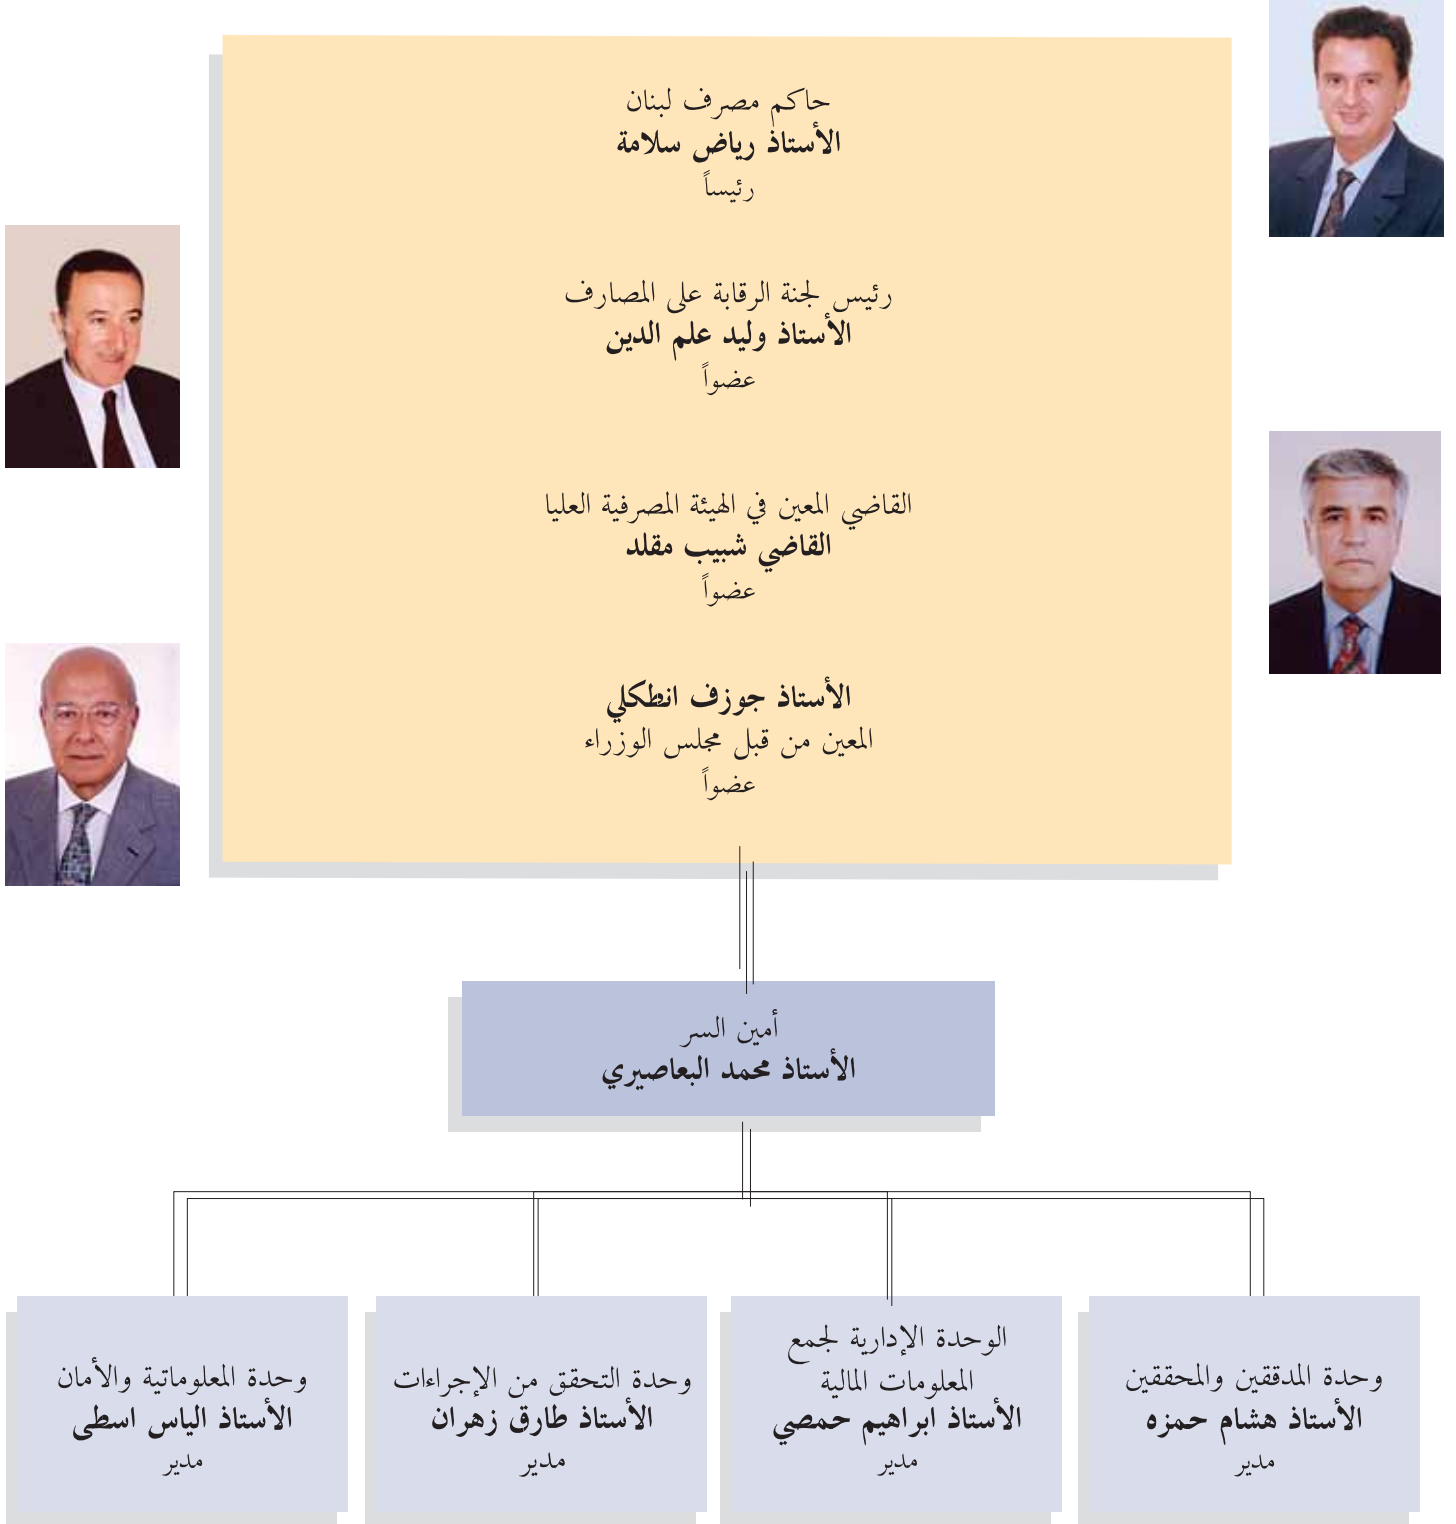 حاكم مصرف لبنان
الأستاذ رياض سلامة
رئيساً
رئيس لجنة الرقابة على المصارف
الأستاذ وليد علم الدين
عضواً
القاضي المعين في الهيئة المصرفية العليا
القاضي شبيب مقلد
عضواً
الأستاذ جوزف انطكلي
المعين من قبل مجلس الوزراء
عضواً
أمين السر
الأستاذ محمد البعاصيري
وحدة المدققين والمحققين
الأستاذ هشام حمزه
مدير
الوحدة الإدارية لجمع
المعلومات المالية
الأستاذ ابراهيم حمصي
مدير
وحدة التحقق من الإجراءات
الأستاذ طارق زهران
مدير
وحدة المعلوماتية والأمان
الأستاذ الياس اسطى
مدير